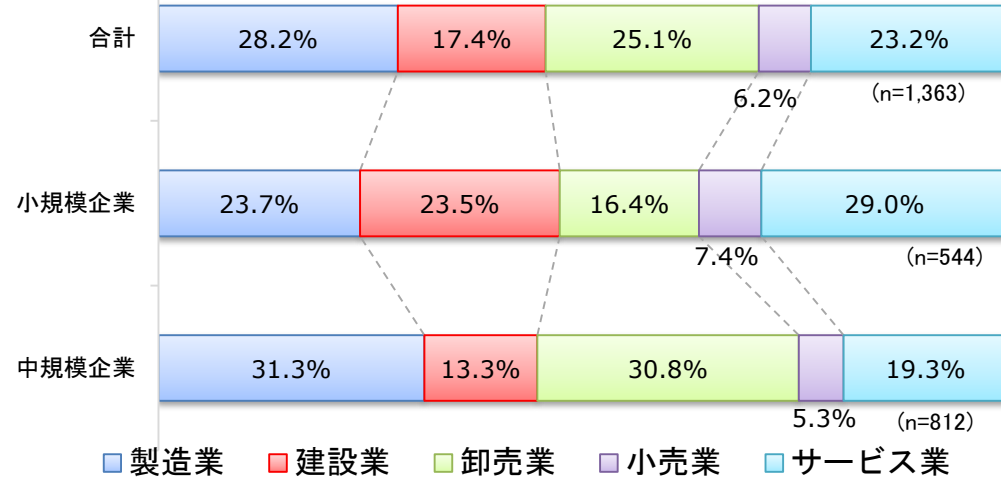 合計
28.2%
17.4%
25.1%
23.2%
6.2%
(n=1,363)
小規模企業
23.7%
23.5%
16.4%
29.0%
7.4%
(n=544)
中規模企業
31.3%
13.3%
30.8%
19.3%
5.3%
(n=812)
製造業 建設業 卸売業 小売業 サービス業